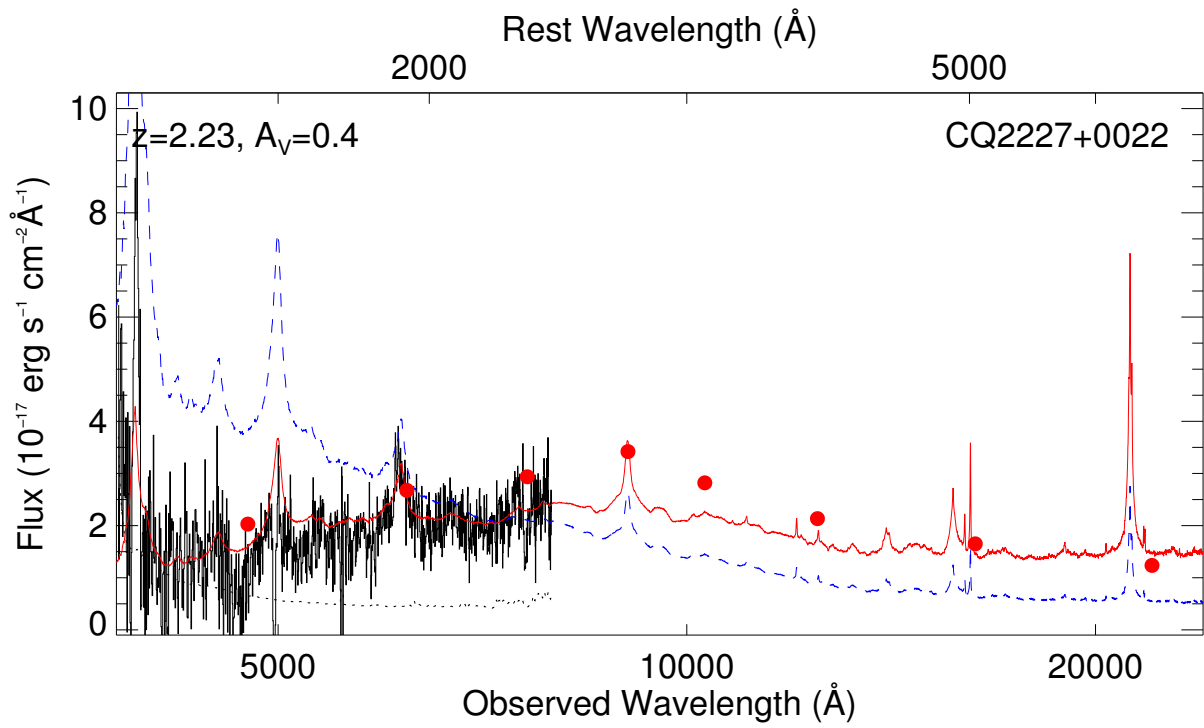 Rest Wavelength (Å)
2000 5000
10
z=2.23, A_V=0.4 CQ2227+0022
8
6
4
2
0
Flux (10⁻¹⁷ erg s⁻¹ cm⁻²Å⁻¹)
5000 10000 20000
Observed Wavelength (Å)